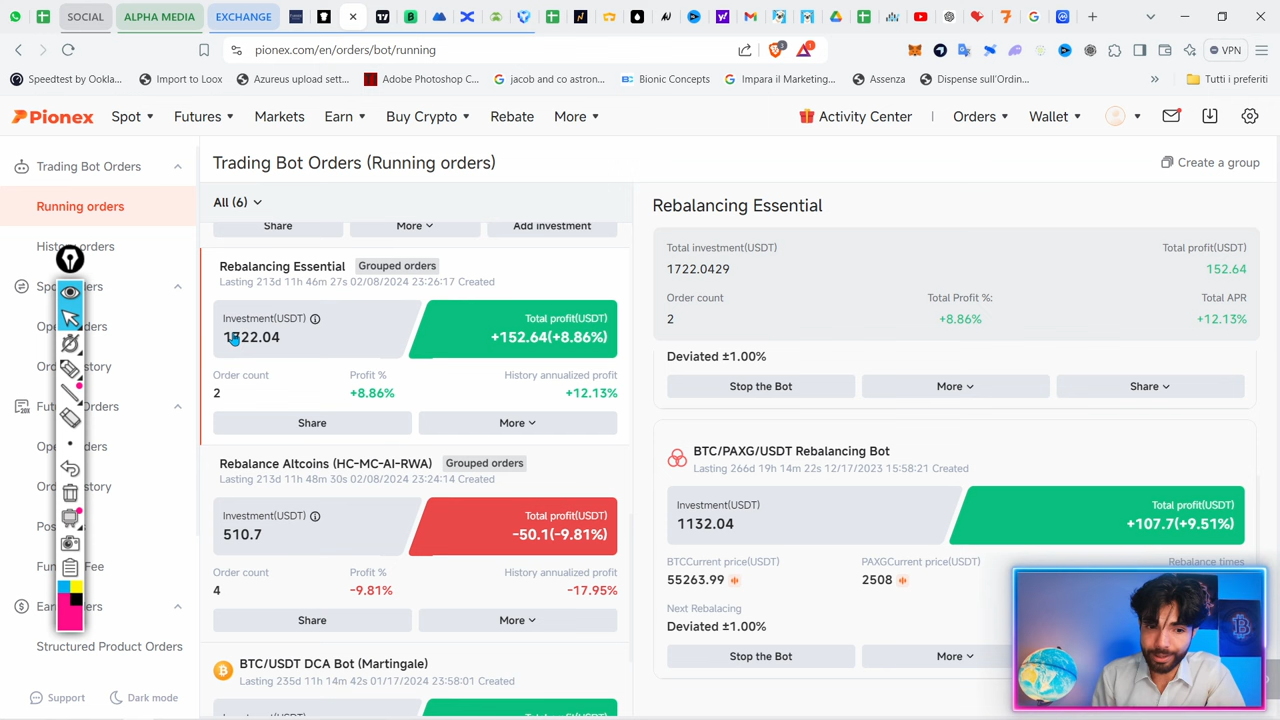 SOCIAL
ALPHA MEDIA
EXCHANGE
pionex.com/en/orders/bot/running
VPN
Speedtest by Ookla...
Import to Loox
Azureus upload sett...
Adobe Photoshop C...
jacob and co astron...
Bionic Concepts
Impara il Marketing...
Assenza
Dispense sull'Ordin...
Tutti i preferiti
Pionex
Spot
Futures
Markets
Earn
Buy Crypto
Rebate
More
Activity Center
Orders
Wallet
Trading Bot Orders
Running orders
Trading Bot Orders (Running orders)
Create a group
All (6)
Share
More
Add investment
Rebalancing Essential
Grouped orders
Lasting 213d 11h 46m 27s 02/08/2024 23:26:17 Created
Investment(USDT)
1722.04
Total profit(USDT)
+152.64(+8.86%)
Order count
2
Profit %
+8.86%
History annualized profit
+12.13%
Share
More
Rebalance Altcoins (HC-MC-AI-RWA)
Grouped orders
Lasting 213d 11h 48m 30s 02/08/2024 23:24:14 Created
Investment(USDT)
510.7
Total profit(USDT)
-50.1(-9.81%)
Order count
4
Profit %
-9.81%
History annualized profit
-17.95%
Share
More
BTC/USDT DCA Bot (Martingale)
Lasting 235d 11h 14m 42s 01/17/2024 23:58:01 Created
Investment(USDT)
Total profit(USDT)
Rebalancing Essential
Total investment(USDT)
1722.0429
Total profit(USDT)
152.64
Order count
2
Total Profit %:
+8.86%
Total APR
+12.13%
Deviated ±1.00%
Stop the Bot
More
Share
BTC/PAXG/USDT Rebalancing Bot
Lasting 266d 19h 14m 22s 12/17/2023 15:58:21 Created
Investment(USDT)
1132.04
Total profit(USDT)
+107.7(+9.51%)
BTCCurrent price(USDT)
55263.99
PAXGCurrent price(USDT)
2508
Rebalance times
Next Rebalacing
Deviated ±1.00%
Stop the Bot
More
Structured Product Orders
Support
Dark mode